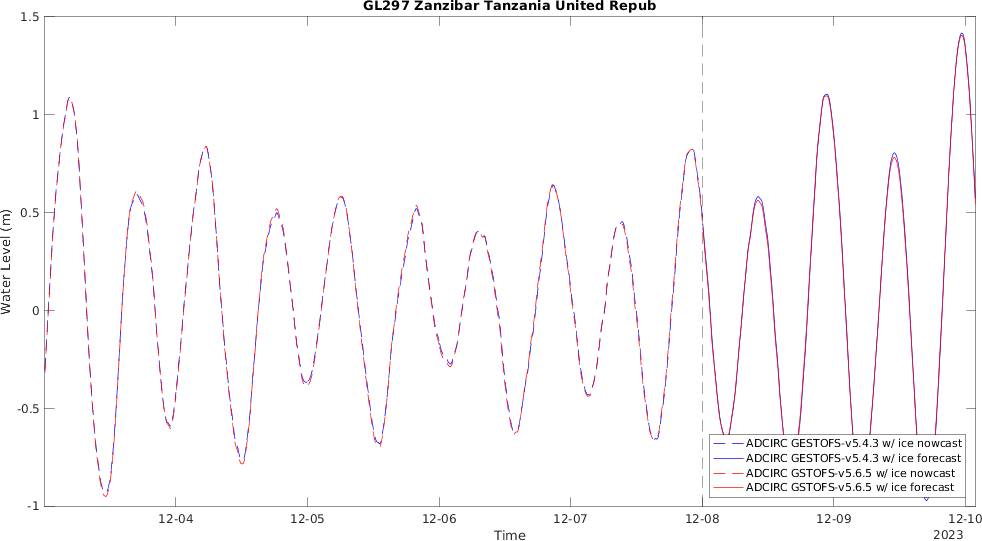 GL297 Zanzibar Tanzania United Repub
1.5
1
0.5
0
-0.5
-1
Water Level (m)
12-04
12-05
12-06
12-07
12-08
12-09
12-10
Time
2023
ADCIRC GESTOFS-v5.4.3 w/ ice nowcast
ADCIRC GESTOFS-v5.4.3 w/ ice forecast
ADCIRC GSTOFS-v5.6.5 w/ ice nowcast
ADCIRC GSTOFS-v5.6.5 w/ ice forecast